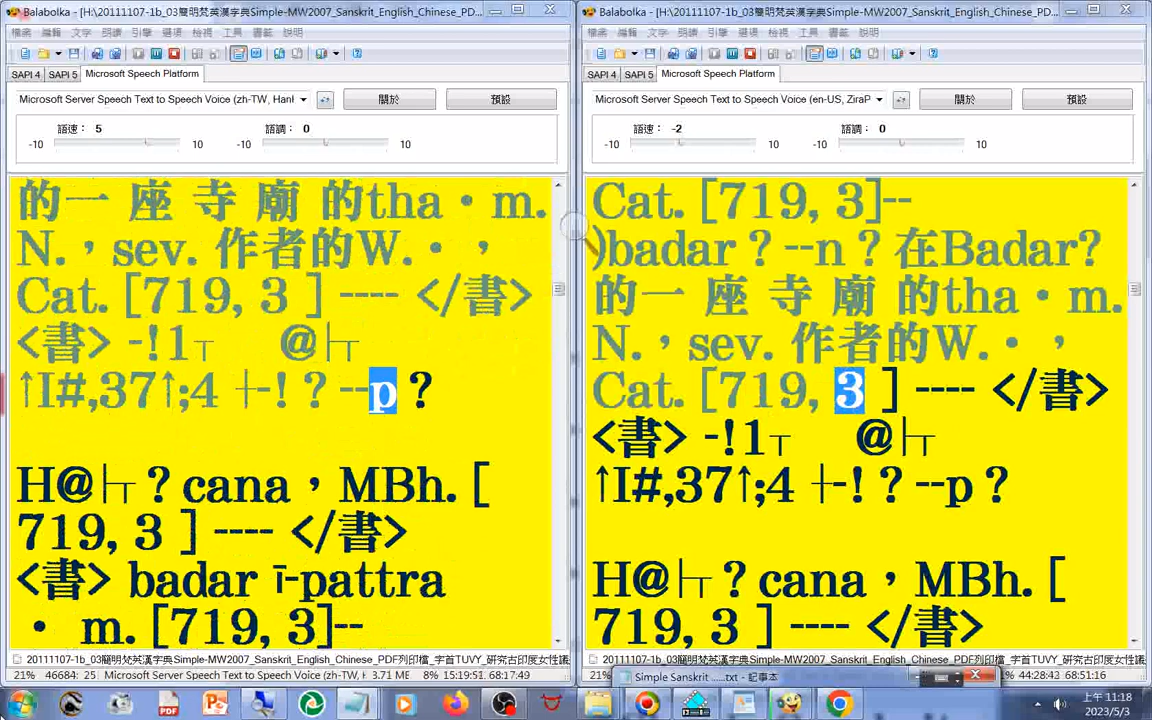 Balabolka - [H:\20111107-1b_03簡明梵英漢字典Simple-MW2007_Sanskrit_English_Chinese_PD...
檔案 編輯 文字 朗讀 引擎 選項 檢視 工具 書籤 說明
SAPI 4 SAPI 5 Microsoft Speech Platform
Microsoft Server Speech Text to Speech Voice (zh-TW, Hanl
關於 預設
語速： 5 語調： 0
-10 10 -10 10
的一 座 寺 廟 的tha·m.
N.，sev. 作者的W.·，
Cat. [719, 3 ] ---- </書>
<書> -!1┬ @├┬
↑I#,37↑;4 ┼-!？--p？
H@├┬？cana，MBh. [
719, 3 ] ---- </書>
<書> badar ī-pattra
· m. [719, 3]--
20111107-1b_03簡明梵英漢字典Simple-MW2007_Sanskrit_English_Chinese_PDF列印檔_字首TUVY_研究古印度女性議
21% 46684: 25 Microsoft Server Speech Text to Speech Voice (zh-TW, H 3.71 ME 8% 15:19:51 68:17:49
Balabolka - [H:\20111107-1b_03簡明梵英漢字典Simple-MW2007_Sanskrit_English_Chinese_PD...
檔案 編輯 文字 朗讀 引擎 選項 檢視 工具 書籤 說明
SAPI 4 SAPI 5 Microsoft Speech Platform
Microsoft Server Speech Text to Speech Voice (en-US, ZiraP
關於 預設
語速： -2 語調： 0
-10 10 -10 10
Cat. [719, 3]--
)badar？--n？在Badar?
的一 座 寺 廟 的tha·m.
N.，sev. 作者的W.·，
Cat. [719, 3 ] ---- </書>
<書> -!1┬ @├┬
↑I#,37↑;4 ┼-!？--p？
H@├┬？cana，MBh. [
719, 3 ] ---- </書>
20111107-1b_03簡明梵英漢字典Simple-MW2007_Sanskrit_English_Chinese_PDF列印檔_字首TUVY_研究古印度女性議
21% 44:28:43 68:51:16
Simple Sanskrit ......txt - 記事本
上午 11:18
2023/5/3